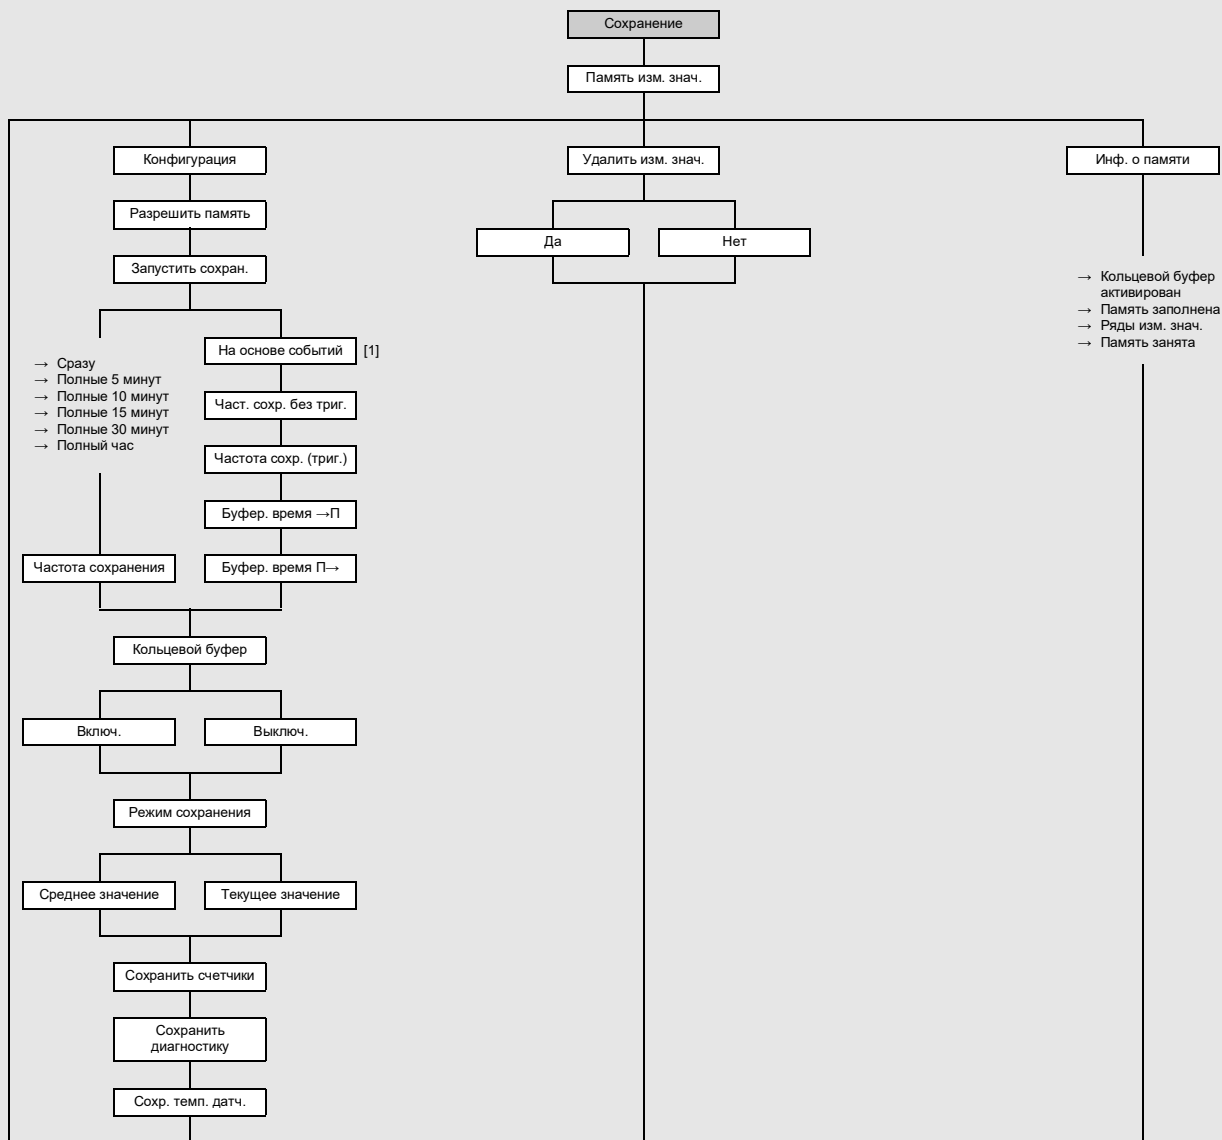 Сохранение
Память изм. знач.
Конфигурация
Удалить изм. знач.
Инф. о памяти
Разрешить память
Да
Нет
Запустить сохран.
→ Кольцевой буфер
активирован
→ Память заполнена
→ Ряды изм. знач.
→ Память занята
→ Сразу
→ Полные 5 минут
→ Полные 10 минут
→ Полные 15 минут
→ Полные 30 минут
→ Полный час
На основе событий [1]
Част. сохр. без триг.
Частота сохр. (триг.)
Буфер. время →П
Частота сохранения
Буфер. время П→
Кольцевой буфер
Включ.
Выключ.
Режим сохранения
Среднее значение
Текущее значение
Сохранить счетчики
Сохранить
диагностику
Сохр. темп. датч.